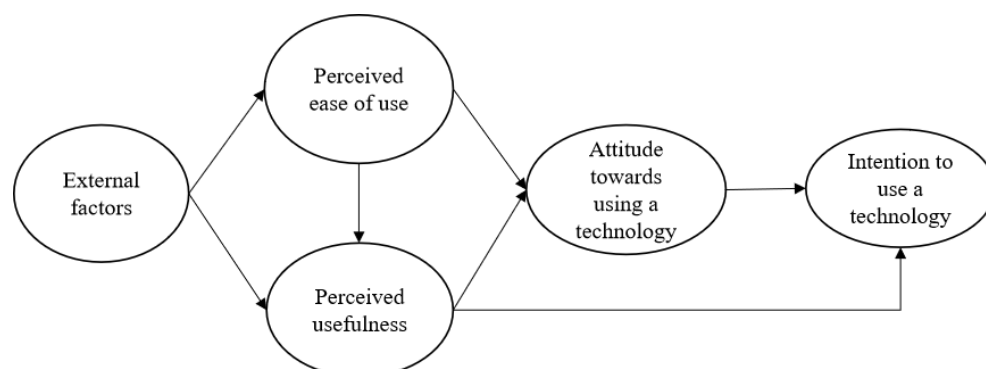 Perceived
ease of use
External
factors
Attitude
towards
using a
technology
Intention to
use a
technology
Perceived
usefulness